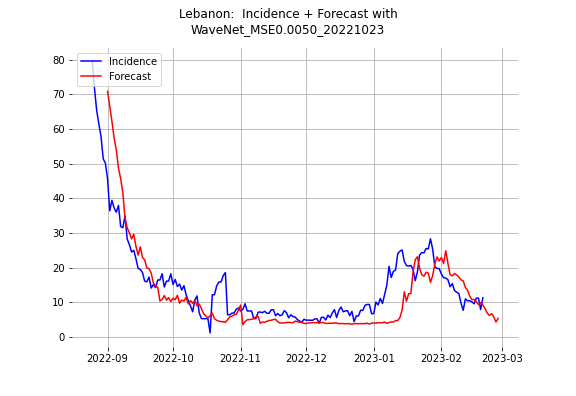 Lebanon:  Incidence + Forecast with
WaveNet_MSE0.0050_20221023
80
70
60
50
40
30
20
10
0
Incidence
Forecast
2022-09 2022-10 2022-11 2022-12 2023-01 2023-02 2023-03